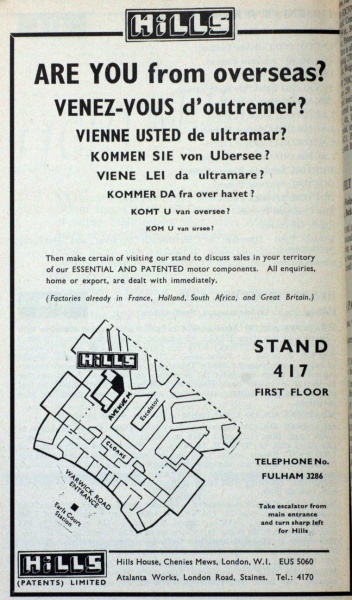 HILLS
ARE YOU from overseas?
VENEZ-VOUS d'outremer?
VIENNE USTED de ultramar?
KOMMEN SIE von Ubersee?
VIENE LEI da ultramare?
KOMMER DA fra over havet?
KOMT U van oversee?
KOM U van ursee?
Then make certain of visiting our stand to discuss sales in your territory
of our ESSENTIAL AND PATENTED motor components. All enquiries,
home or export, are dealt with immediately.
(Factories already in France, Holland, South Africa, and Great Britain.)
HILLS
AVENUE M
Escalator
CLOAKS
WARWICK ROAD
ENTRANCE
Earls Court
Station
STAND
417
FIRST FLOOR
TELEPHONE No.
FULHAM 3286
Take escalator from
main entrance
and turn sharp left
for Hills
HILLS
(PATENTS) LIMITED
Hills House, Chenies Mews, London, W.1. EUS 5060
Atalanta Works, London Road, Staines. Tel.: 4170